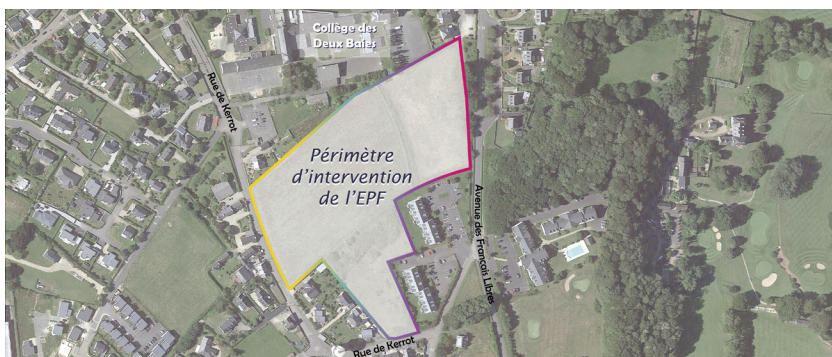 Collège des
Deux Baies
Rue de Kerrot
Périmètre
d'intervention
de l'EPF
Avenue des Français Libres
Rue de Kerrot